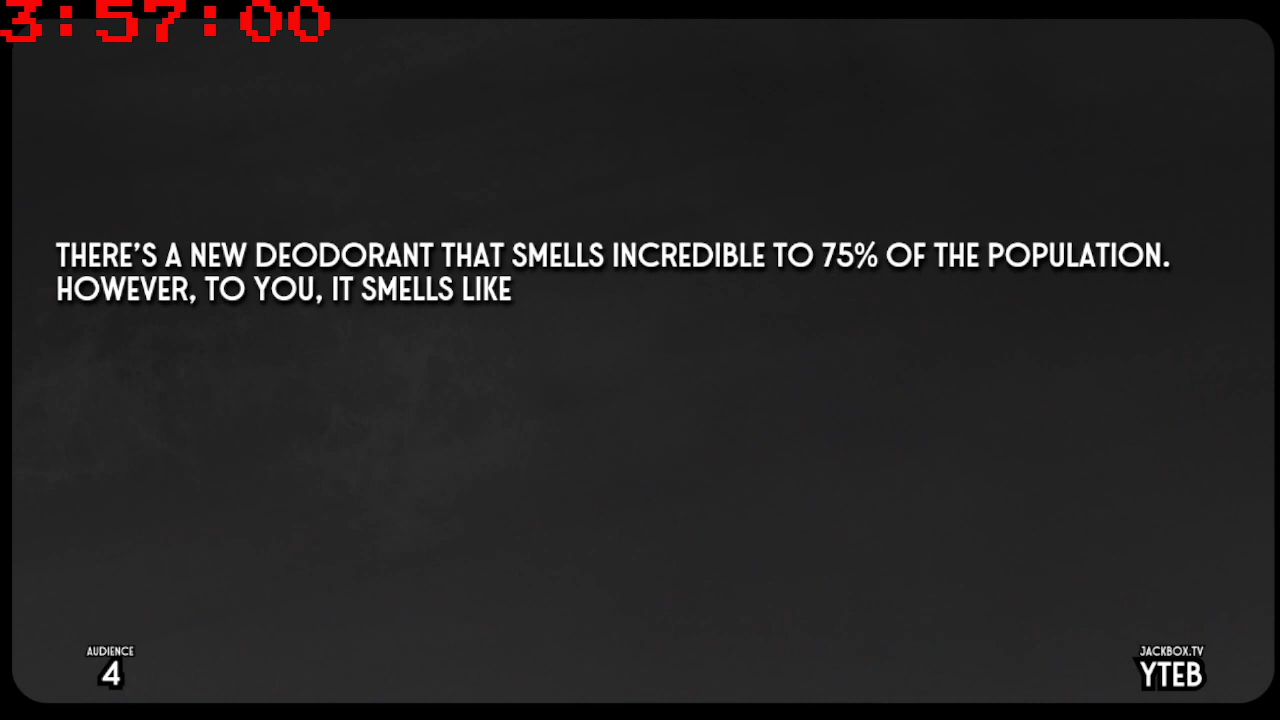 3:57:00
THERE'S A NEW DEODORANT THAT SMELLS INCREDIBLE TO 75% OF THE POPULATION.
HOWEVER, TO YOU, IT SMELLS LIKE
AUDIENCE
4
JACKBOX.TV
YTEB